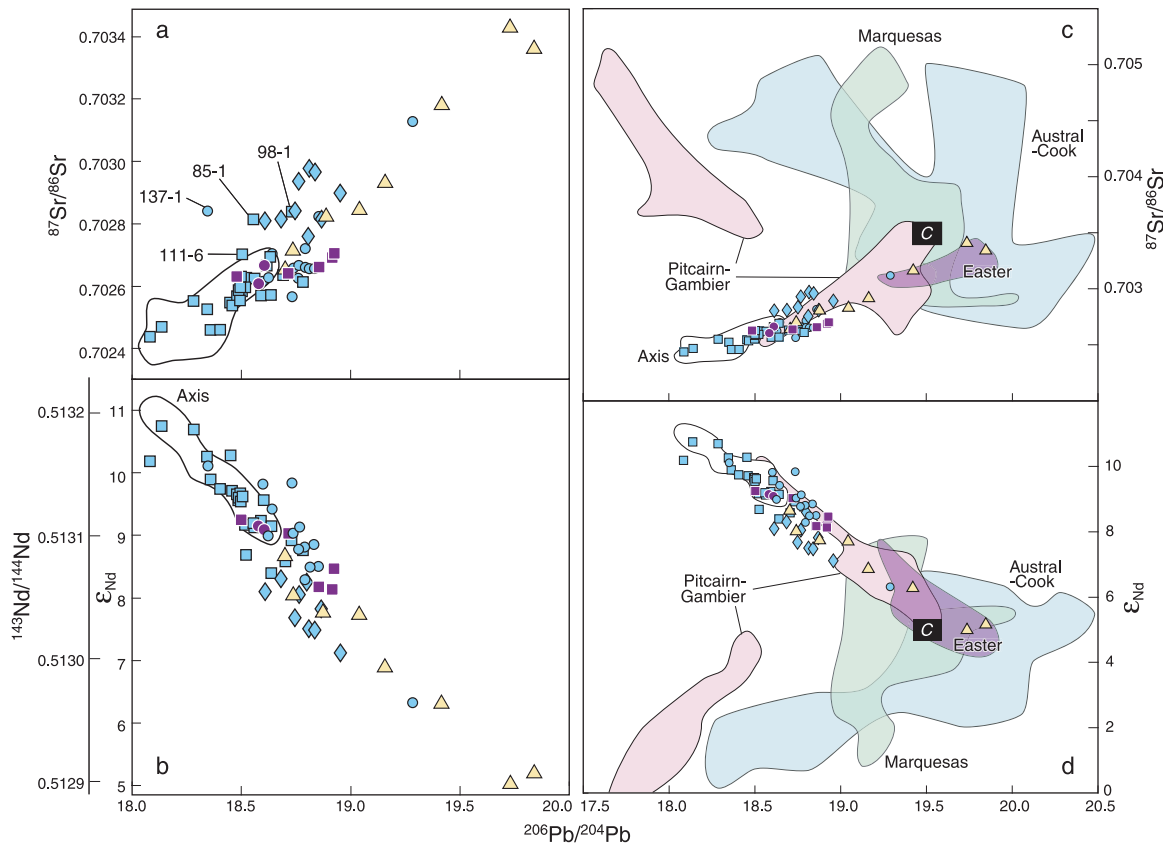 a
⁸⁷Sr/⁸⁶Sr
0.7034
0.7032
0.7030
0.7028
0.7026
0.7024
98-1
85-1
137-1
111-6
b
¹⁴³Nd/¹⁴⁴Nd
0.5132
0.5131
0.5130
0.5129
εNd
11
10
9
8
7
6
5
Axis
18.0 18.5 19.0 19.5 20.0
c
Marquesas
Austral
-Cook
C
Pitcairn-
Gambier
Easter
Axis
0.705
0.704
0.703
⁸⁷Sr/⁸⁶Sr
d
Pitcairn-
Gambier
Austral
-Cook
C
Easter
Marquesas
10
8
6
4
2
0
εNd
17.5 18.0 18.5 19.0 19.5 20.0 20.5
²⁰⁶Pb/²⁰⁴Pb